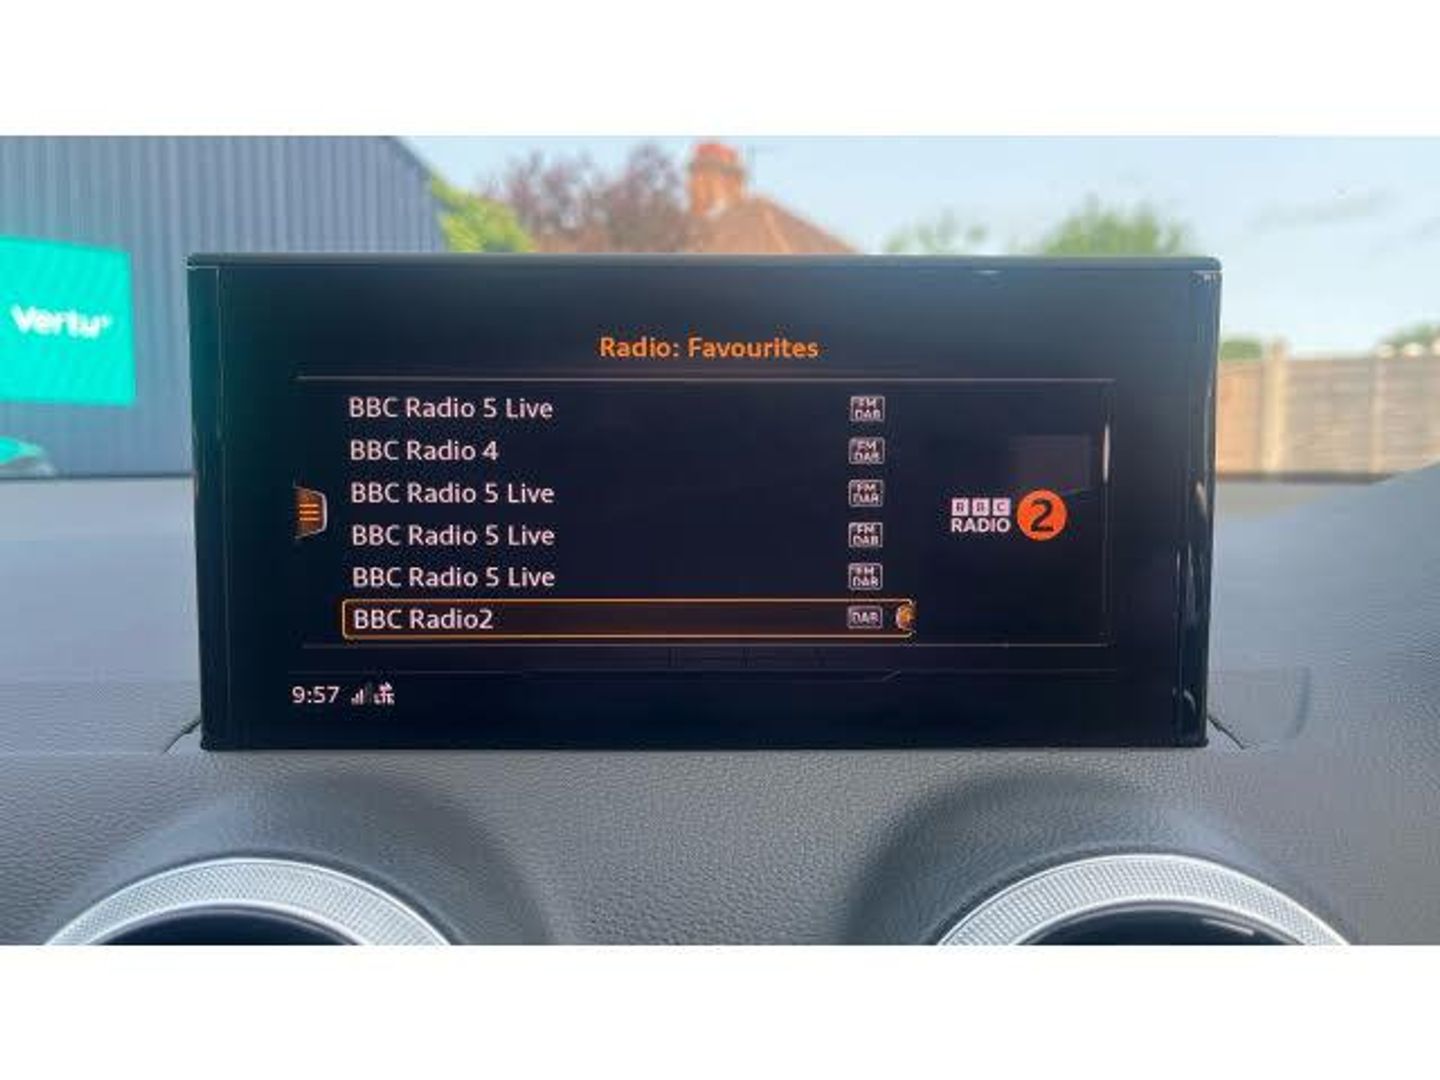 Vertu
Radio: Favourites
BBC Radio 5 Live FM DAB
BBC Radio 4 FM DAB
BBC Radio 5 Live FM DAB
BBC Radio 5 Live FM DAB
BBC Radio 5 Live FM DAB
BBC Radio2 DAB
BBC
RADIO 2
9:57 LTE